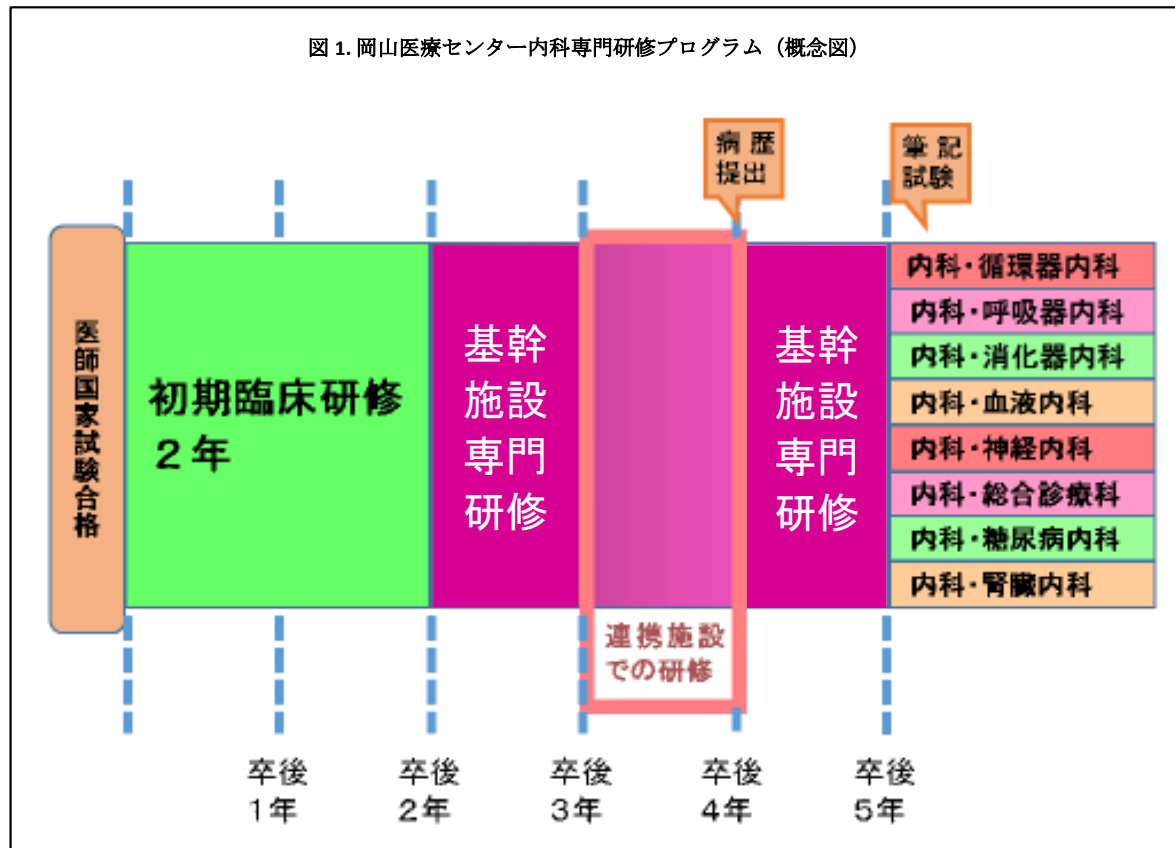 図 1. 岡山医療センター内科専門研修プログラム（概念図）
病歴
提出
筆記
試験
医師国家試験合格
初期臨床研修
２年
基幹
施設
専門
研修
基幹
施設
専門
研修
内科・循環器内科
内科・呼吸器内科
内科・消化器内科
内科・血液内科
内科・神経内科
内科・総合診療科
内科・糖尿病内科
内科・腎臓内科
連携施設
での研修
卒後
１年
卒後
２年
卒後
３年
卒後
４年
卒後
５年